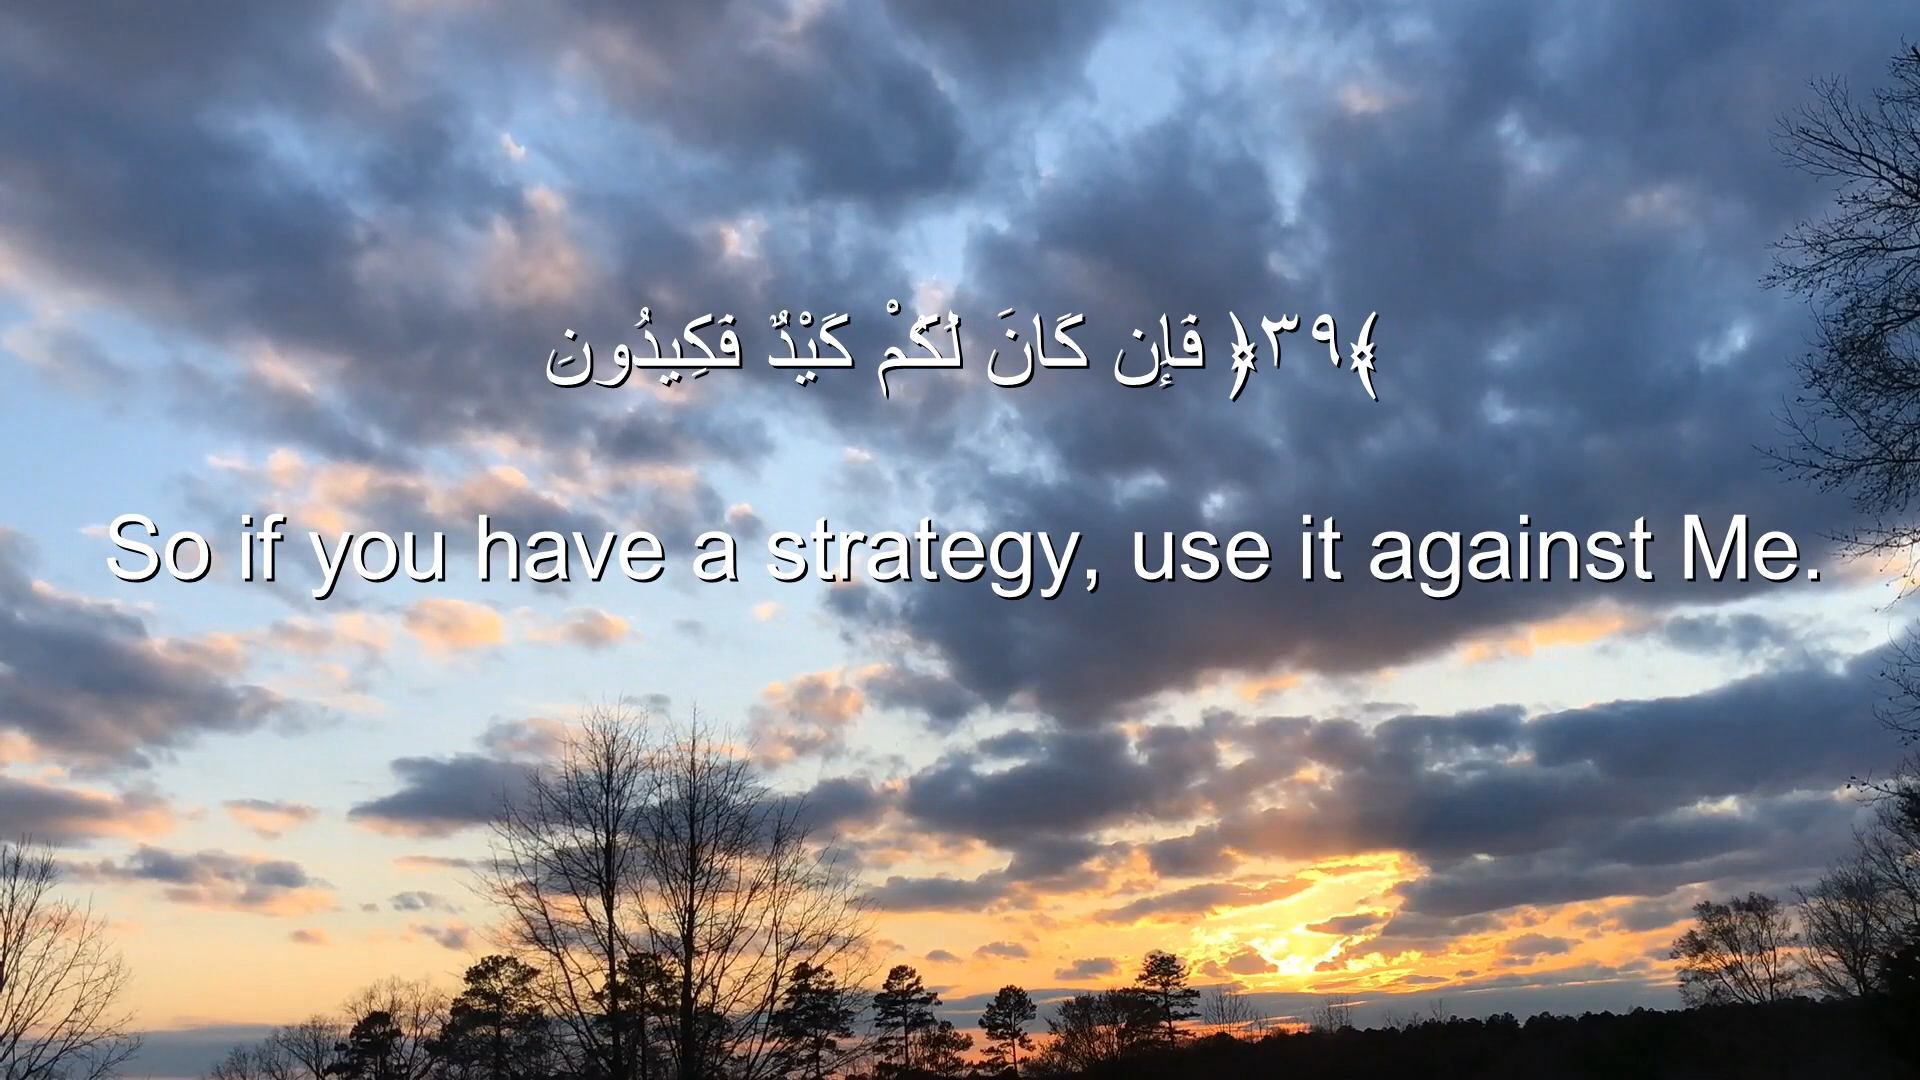 ﴿٣٩﴾ فَإِن كَانَ لَكُمْ كَيْدٌ فَكِيدُونِ
So if you have a strategy, use it against Me.